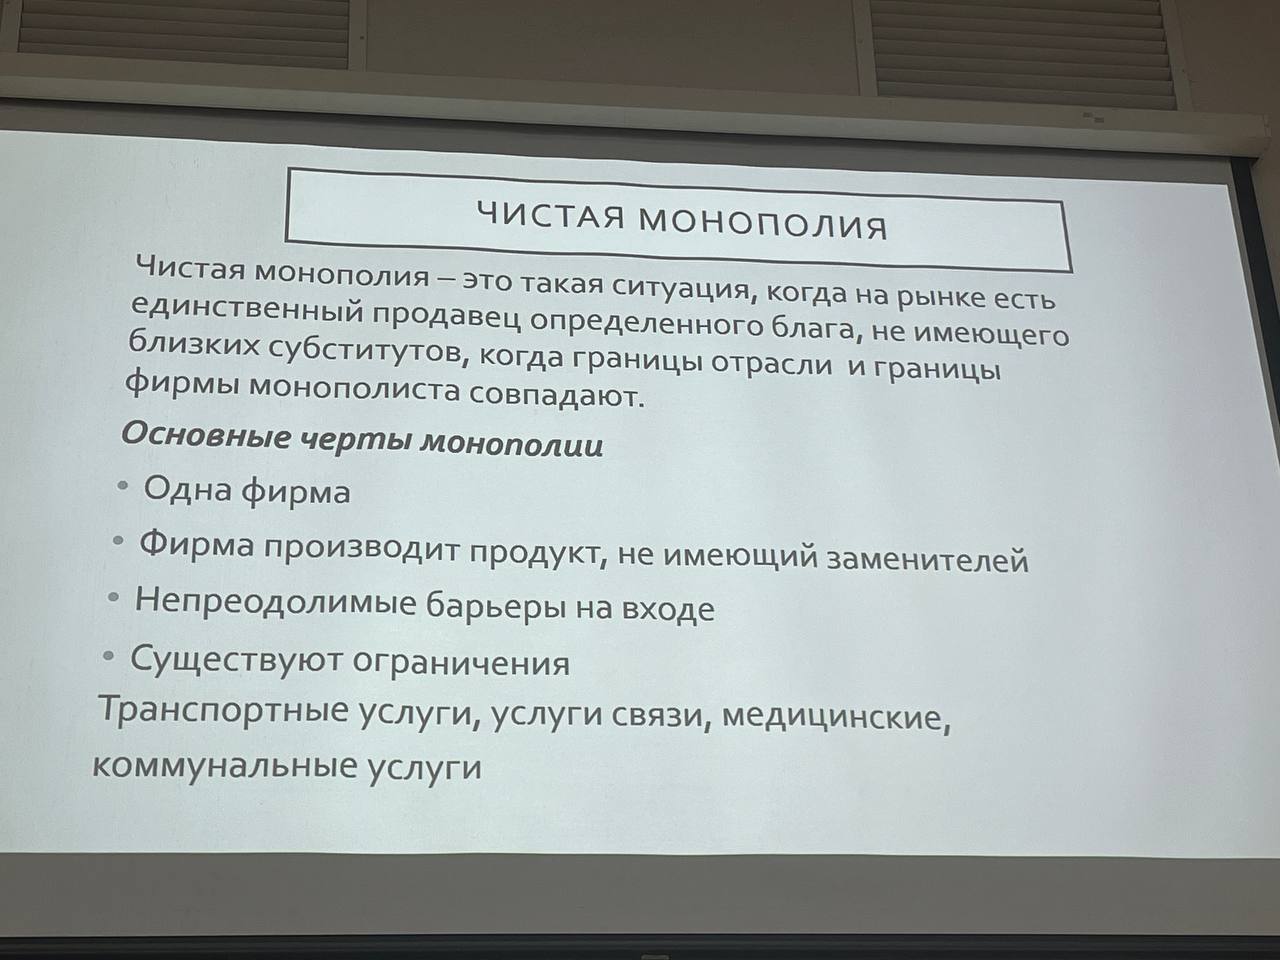 ЧИСТАЯ МОНОПОЛИЯ
Чистая монополия – это такая ситуация, когда на рынке есть
единственный продавец определенного блага, не имеющего
близких субститутов, когда границы отрасли и границы
фирмы монополиста совпадают.
Основные черты монополии
• Одна фирма
• Фирма производит продукт, не имеющий заменителей
• Непреодолимые барьеры на входе
• Существуют ограничения
Транспортные услуги, услуги связи, медицинские,
коммунальные услуги